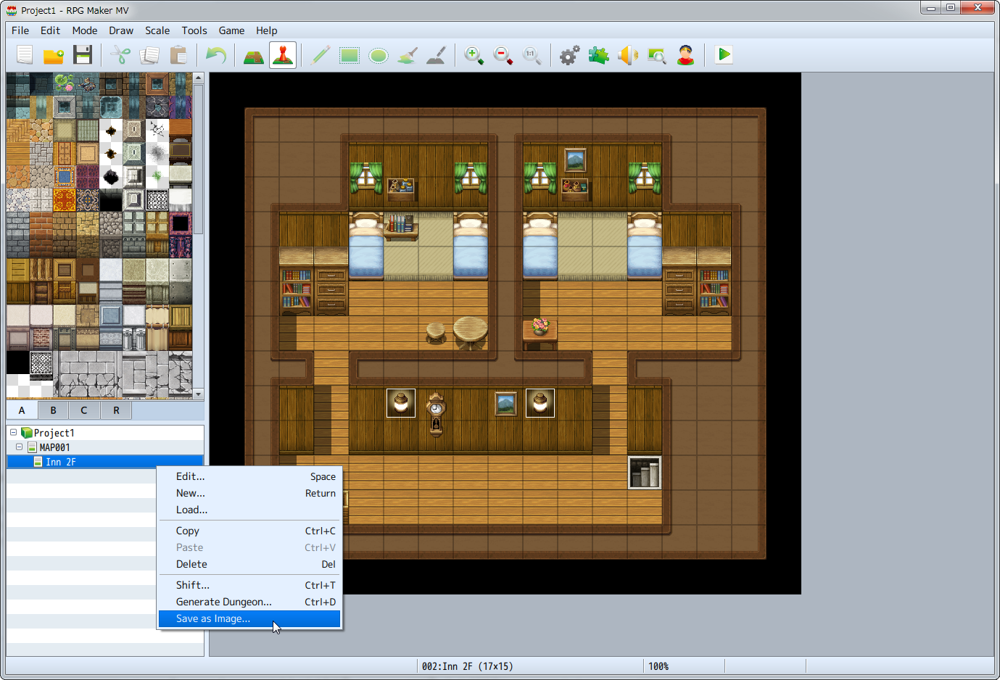 Project1 - RPG Maker MV
File Edit Mode Draw Scale Tools Game Help
1:1
A B C R
Project1
MAP001
Inn 2F
Edit... Space
New... Return
Load...
Copy Ctrl+C
Paste Ctrl+V
Delete Del
Shift... Ctrl+T
Generate Dungeon... Ctrl+D
Save as Image...
002:Inn 2F (17x15) 100%